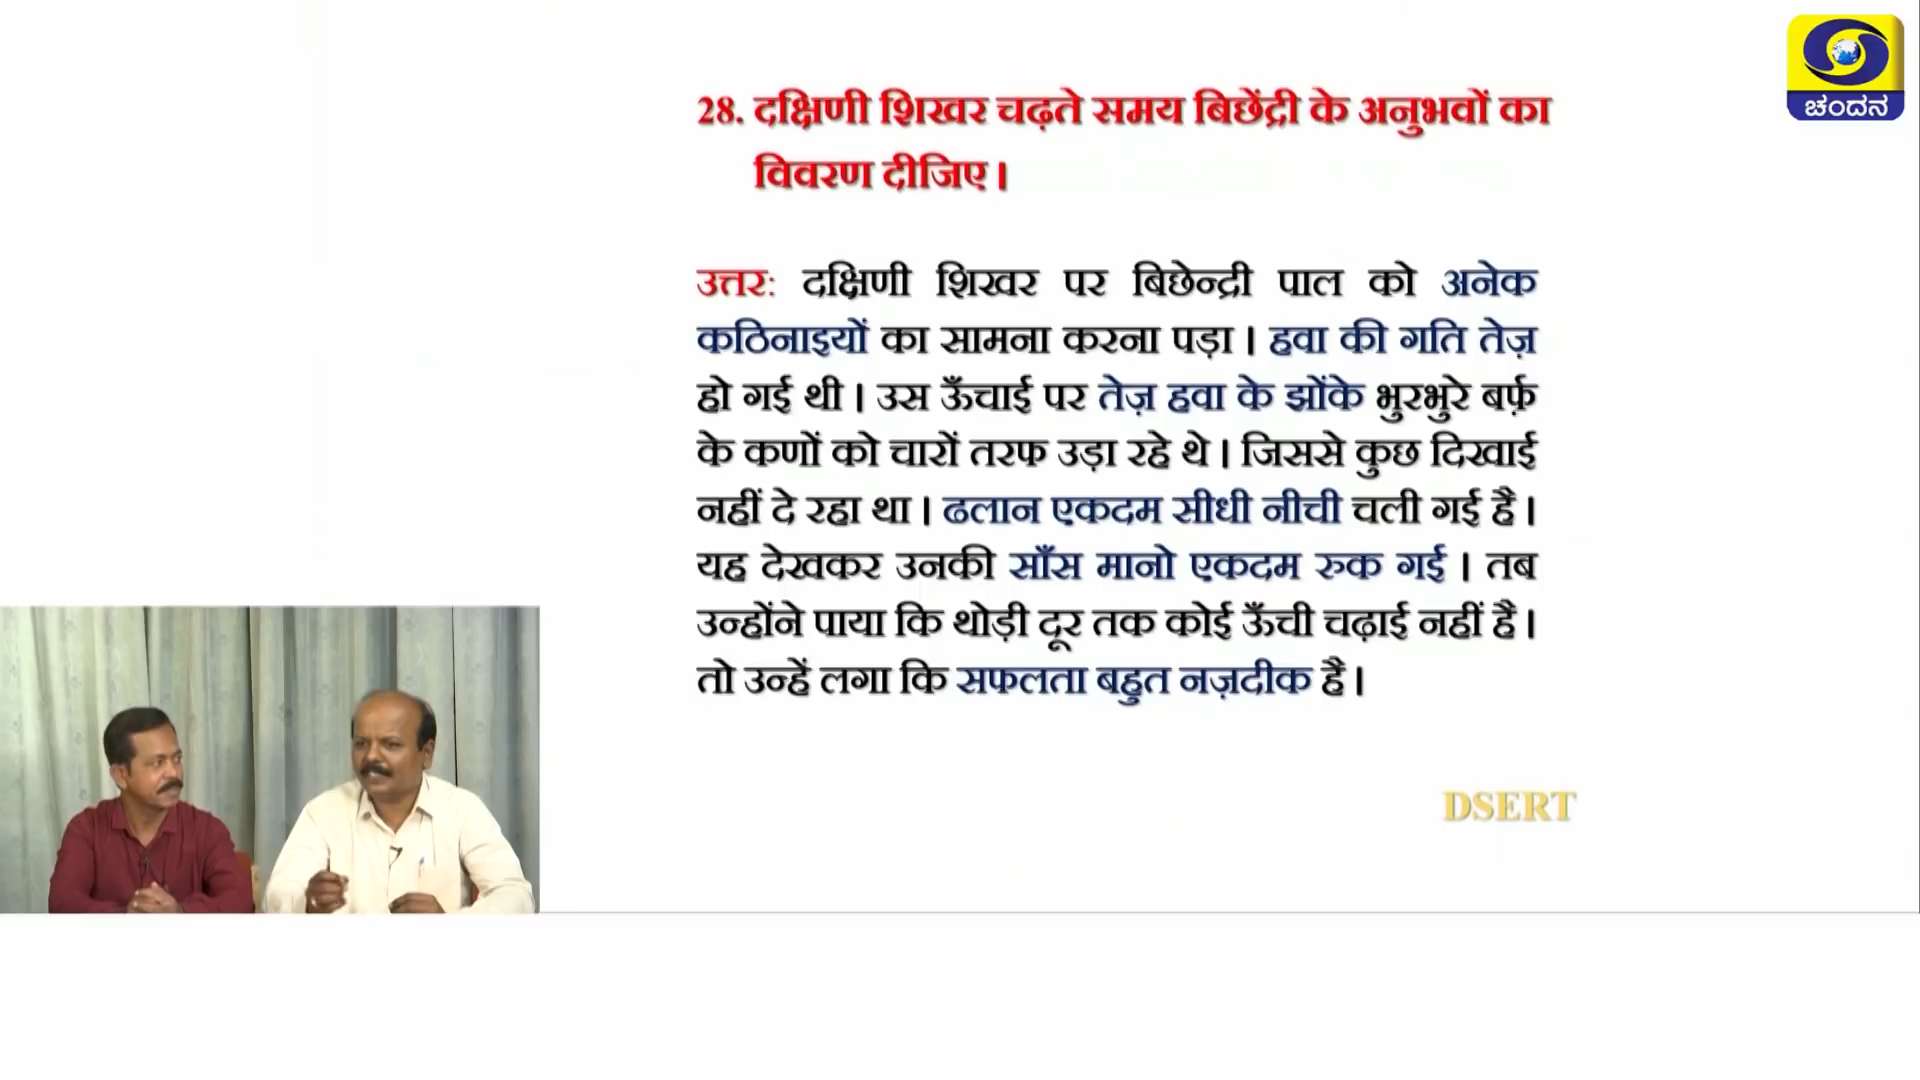 ಚಂದನ
28. दक्षिणी शिखर चढ़ते समय बिछेंद्री के अनुभवों का
विवरण दीजिए।
उत्तर: दक्षिणी शिखर पर बिछेन्द्री पाल को अनेक
कठिनाइयों का सामना करना पड़ा। हवा की गति तेज़
हो गई थी। उस ऊँचाई पर तेज़ हवा के झोंके भुरभुरे बर्फ़
के कणों को चारों तरफ उड़ा रहे थे। जिससे कुछ दिखाई
नहीं दे रहा था। ढलान एकदम सीधी नीची चली गई है।
यह देखकर उनकी साँस मानो एकदम रुक गई। तब
उन्होंने पाया कि थोड़ी दूर तक कोई ऊँची चढ़ाई नहीं है।
तो उन्हें लगा कि सफलता बहुत नज़दीक है।
DSERT